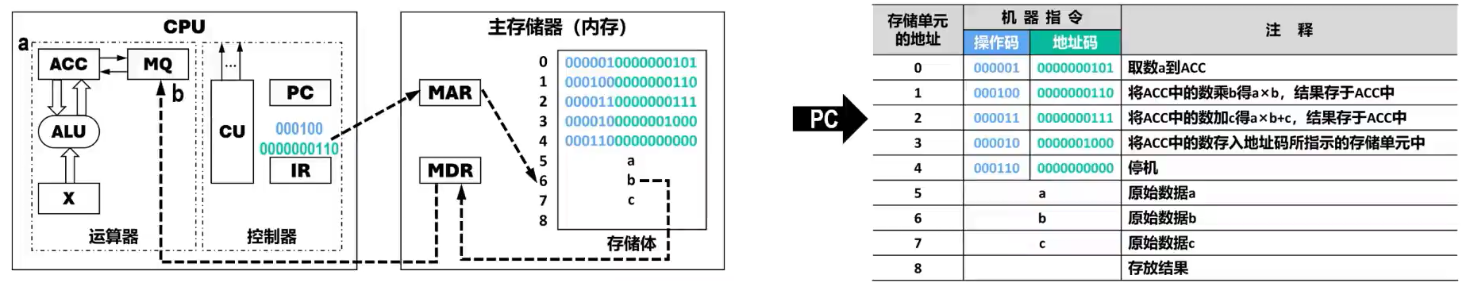 CPU
a
ACC
MQ
b
ALU
X
运算器
...
CU
PC
000100
0000000110
IR
控制器
主存储器（内存）
MAR
MDR
0 0000010000000101
1 0001000000000110
2 0000110000000111
3 0000100000001000
4 0001100000000000
5 a
6 b
7 c
8
存储体
PC
存储单元的地址 机器指令 注 释
操作码 地址码
0 000001 0000000101 取数a到ACC
1 000100 0000000110 将ACC中的数乘b得a×b，结果存于ACC中
2 000011 0000000111 将ACC中的数加c得a×b+c，结果存于ACC中
3 000010 0000001000 将ACC中的数存入地址码所指示的存储单元中
4 000110 0000000000 停机
5 a 原始数据a
6 b 原始数据b
7 c 原始数据c
8 存放结果